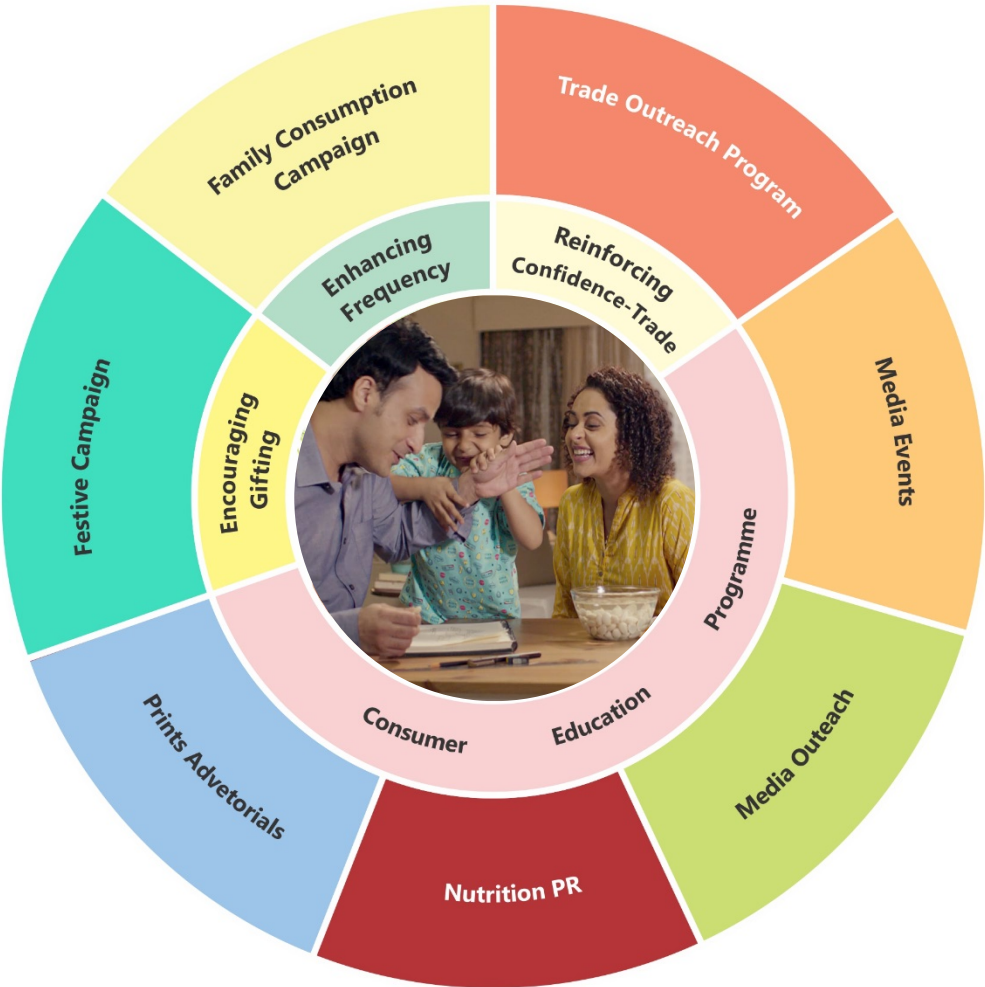 Family Consumption
Campaign
Trade Outreach Program
Media Events
Media Outeach
Nutrition PR
Prints Advetorials
Festive Campaign
Enhancing
Frequency
Reinforcing
Confidence-Trade
Consumer Education Programme
Encouraging
Gifting